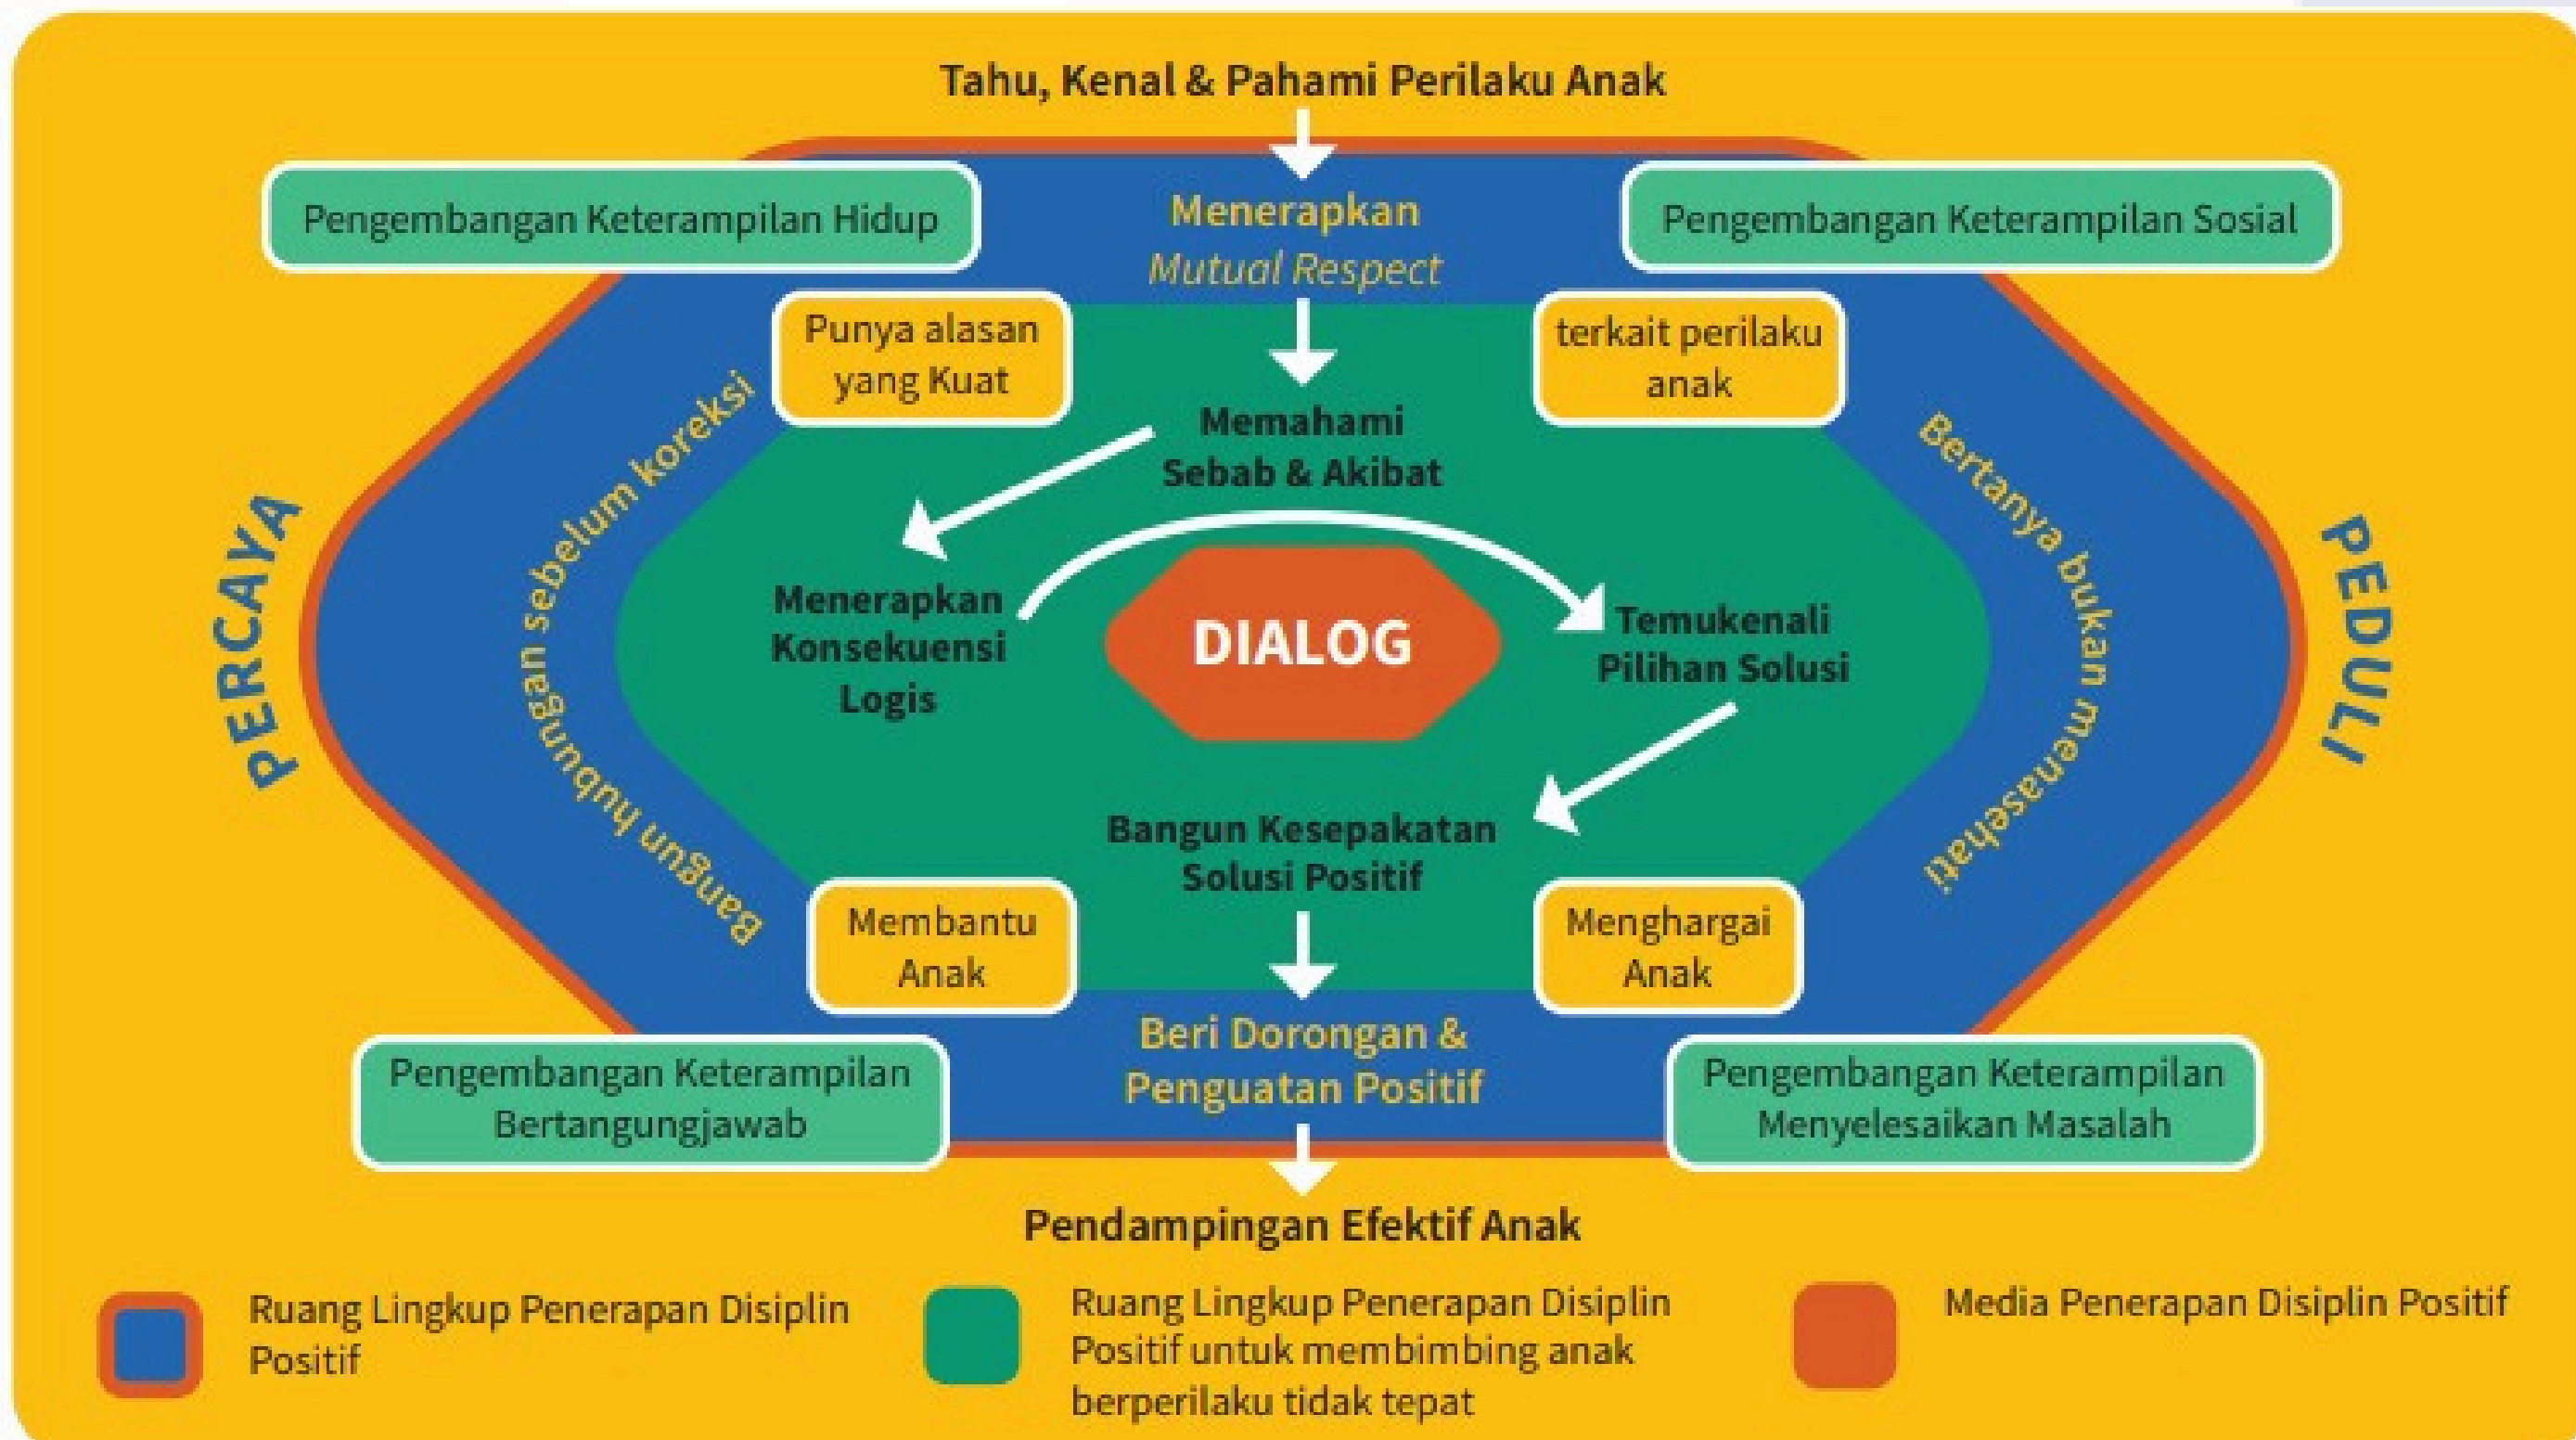 Tahu, Kenal & Pahami Perilaku Anak
Pengembangan Keterampilan Hidup
Menerapkan
Mutual Respect
Pengembangan Keterampilan Sosial
Punya alasan
yang Kuat
terkait perilaku
anak
Memahami
Sebab & Akibat
PERCAYA
Bangun hubungan sebelum koreksi
Menerapkan
Konsekuensi
Logis
DIALOG
Temukenali
Pilihan Solusi
Bertanya bukan menasehati
PEDULI
Bangun Kesepakatan
Solusi Positif
Membantu
Anak
Menghargai
Anak
Beri Dorongan &
Penguatan Positif
Pengembangan Keterampilan
Bertangungjawab
Pengembangan Keterampilan
Menyelesaikan Masalah
Pendampingan Efektif Anak
Ruang Lingkup Penerapan Disiplin
Positif
Ruang Lingkup Penerapan Disiplin
Positif untuk membimbing anak
berperilaku tidak tepat
Media Penerapan Disiplin Positif